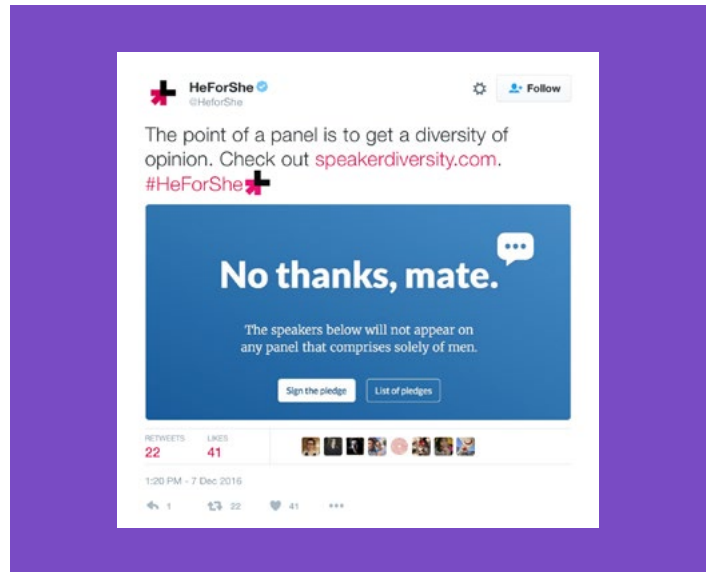 HeForShe
@HeforShe
Follow
The point of a panel is to get a diversity of
opinion. Check out speakerdiversity.com.
#HeForShe
No thanks, mate.
The speakers below will not appear on
any panel that comprises solely of men.
Sign the pledge
List of pledges
RETWEETS LIKES
22 41
1:20 PM - 7 Dec 2016
1 22 41